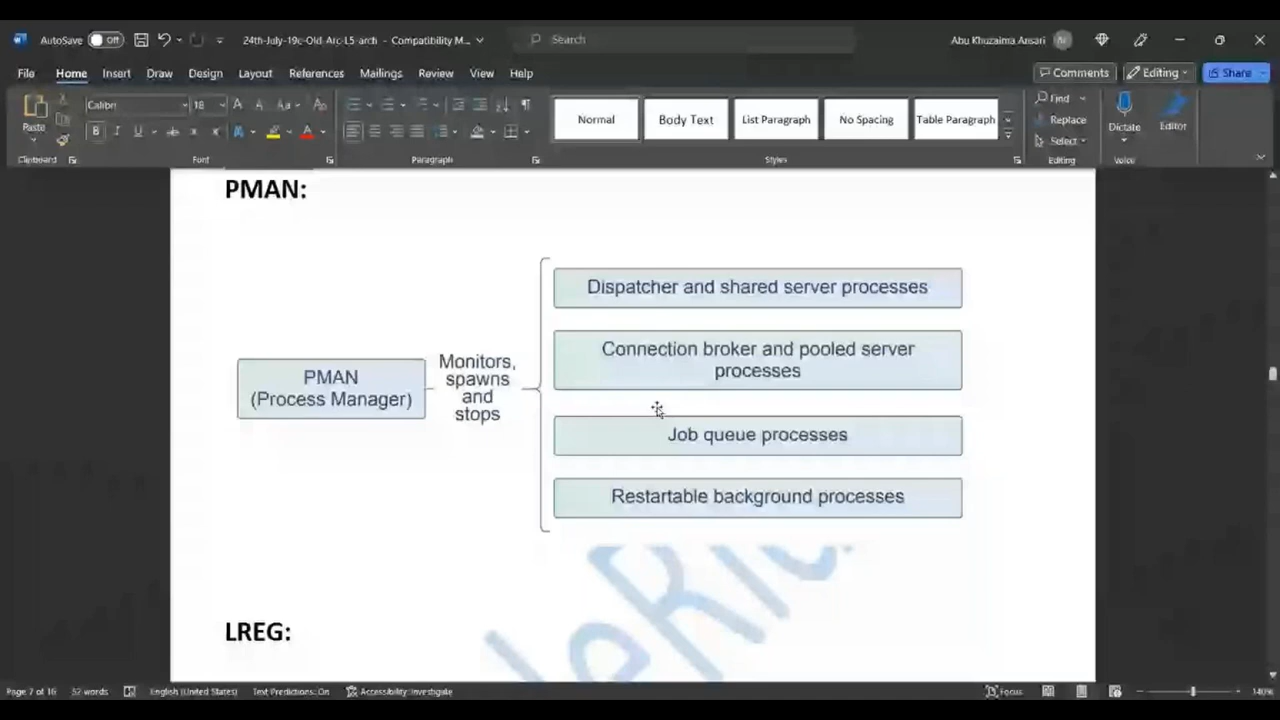 AutoSave Off 24th-July-19c-Old-Arc-L5-arch - Compatibility M... Search Abu Khuzaima Ansari
File Home Insert Draw Design Layout References Mailings Review View Help Comments Editing Share
Calibri 18 Normal Body Text List Paragraph No Spacing Table Paragraph Find
Paste Replace Dictate Editor
Select
Clipboard Font Paragraph Styles Editing Voice Editor
PMAN:
Dispatcher and shared server processes
Connection broker and pooled server
processes
PMAN
(Process Manager)
Monitors,
spawns
and
stops
Job queue processes
Restartable background processes
LREG:
Page 7 of 16 52 words English (United States) Text Predictions: On Accessibility: Investigate Focus 140%